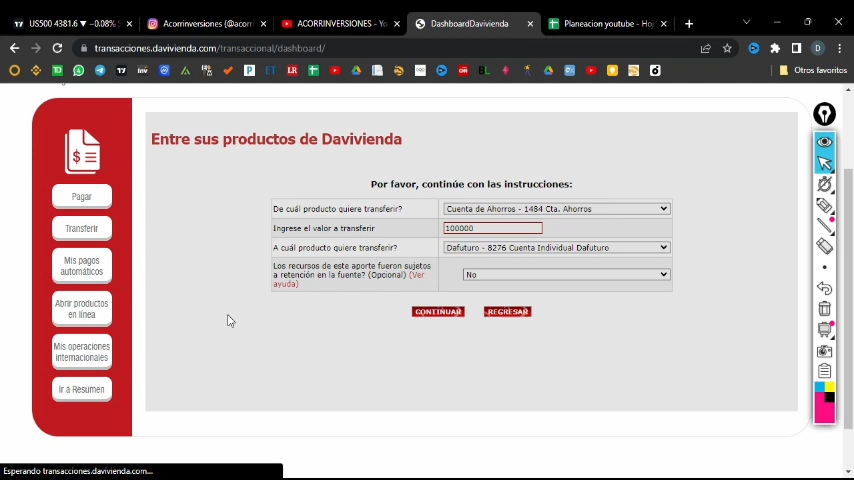 US500 4381.6 ▼ −0.08% S
Acorrinversiones (@acorr
ACORRINVERSIONES - Yo
DashboardDavivienda
Planeacion youtube - Hoj
transacciones.davivienda.com/transaccional/dashboard/
Otros favoritos
Entre sus productos de Davivienda
Por favor, continúe con las instrucciones:
De cuál producto quiere transferir? Cuenta de Ahorros - 1484 Cta. Ahorros
Ingrese el valor a transferir 100000
A cuál producto quiere transferir? Dafuturo - 8276 Cuenta Individual Dafuturo
Los recursos de este aporte fueron sujetos
a retención en la fuente? (Opcional) (Ver
ayuda)
No
CONTINUAR REGRESAR
Pagar
Transferir
Mis pagos
automáticos
Abrir productos
en línea
Mis operaciones
internacionales
Ir a Resumen
Esperando transacciones.davivienda.com...